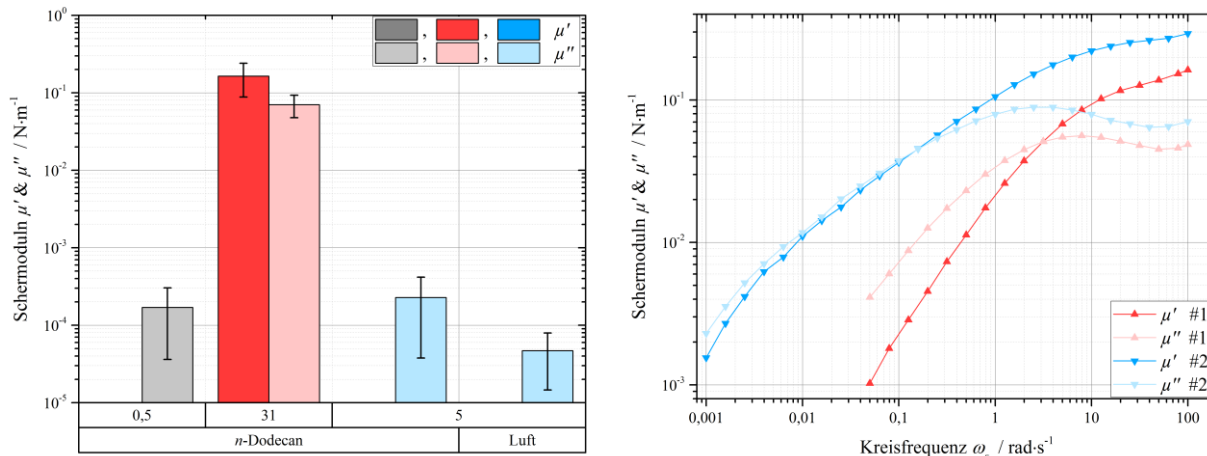 10⁰
10⁻¹
10⁻²
10⁻³
10⁻⁴
10⁻⁵
Schermoduln μ' & μ'' / N·m⁻¹
, , μ'
, , μ''
0,5 31 5
n-Dodecan Luft
10⁻¹
10⁻²
10⁻³
Schermoduln μ' & μ'' / N·m⁻¹
μ' #1
μ'' #1
μ' #2
μ'' #2
0,001 0,01 0,1 1 10 100
Kreisfrequenz ω / rad·s⁻¹